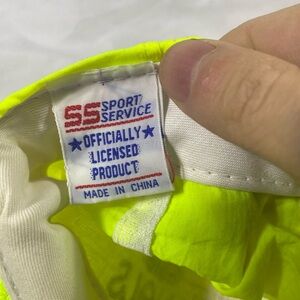 SS SPORT
SERVICE
OFFICIALLY
LICENSED
PRODUCT
MADE IN CHINA